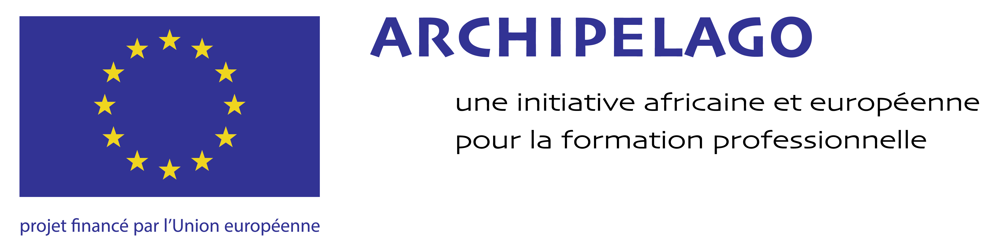 ARCHIPELAGO
une initiative africaine et européenne
pour la formation professionnelle
projet financé par l’Union européenne